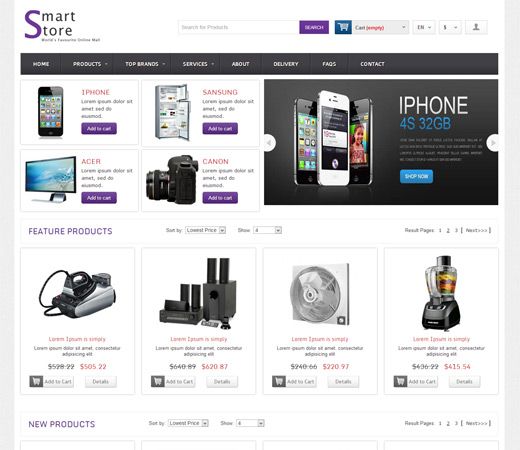 Smart
Store
World's Favourite Online Mall
Search for Products
SEARCH
Cart (empty)
EN
$
HOME
PRODUCTS
TOP BRANDS
SERVICES
ABOUT
DELIVERY
FAQS
CONTACT
IPHONE
Lorem ipsum dolor sit
amet, sed do
eiusmod.
Add to cart
SANSUNG
Lorem ipsum dolor sit
amet, sed do
eiusmod.
Add to cart
ACER
Lorem ipsum dolor sit
amet, sed do
eiusmod.
Add to cart
CANON
Lorem ipsum dolor sit
amet, sed do
eiusmod.
Add to cart
IPHONE
4S 32GB
SHOP NOW
FEATURE PRODUCTS
Sort by: Lowest Price
Show: 4
Result Pages: 1 2 3 [ Next>>> ]
Lorem Ipsum is simply
Lorem ipsum dolor sit amet, consectetur
adipisicing elit
$528.22 $505.22
Add to Cart
Details
Lorem Ipsum is simply
Lorem ipsum dolor sit amet, consectetur
adipisicing elit
$640.89 $620.87
Add to Cart
Details
Lorem Ipsum is simply
Lorem ipsum dolor sit amet, consectetur
adipisicing elit
$240.66 $220.97
Add to Cart
Details
Lorem Ipsum is simply
Lorem ipsum dolor sit amet, consectetur
adipisicing elit
$436.22 $415.54
Add to Cart
Details
NEW PRODUCTS
Sort by: Lowest Price
Show: 4
Result Pages: 1 2 3 [ Next>>> ]